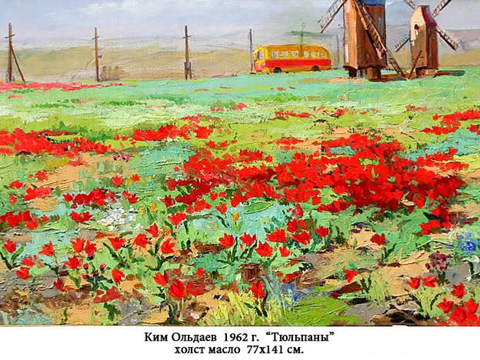 Ким Ольдаев 1962 г. "Тюльпаны"
холст масло 77х141 см.